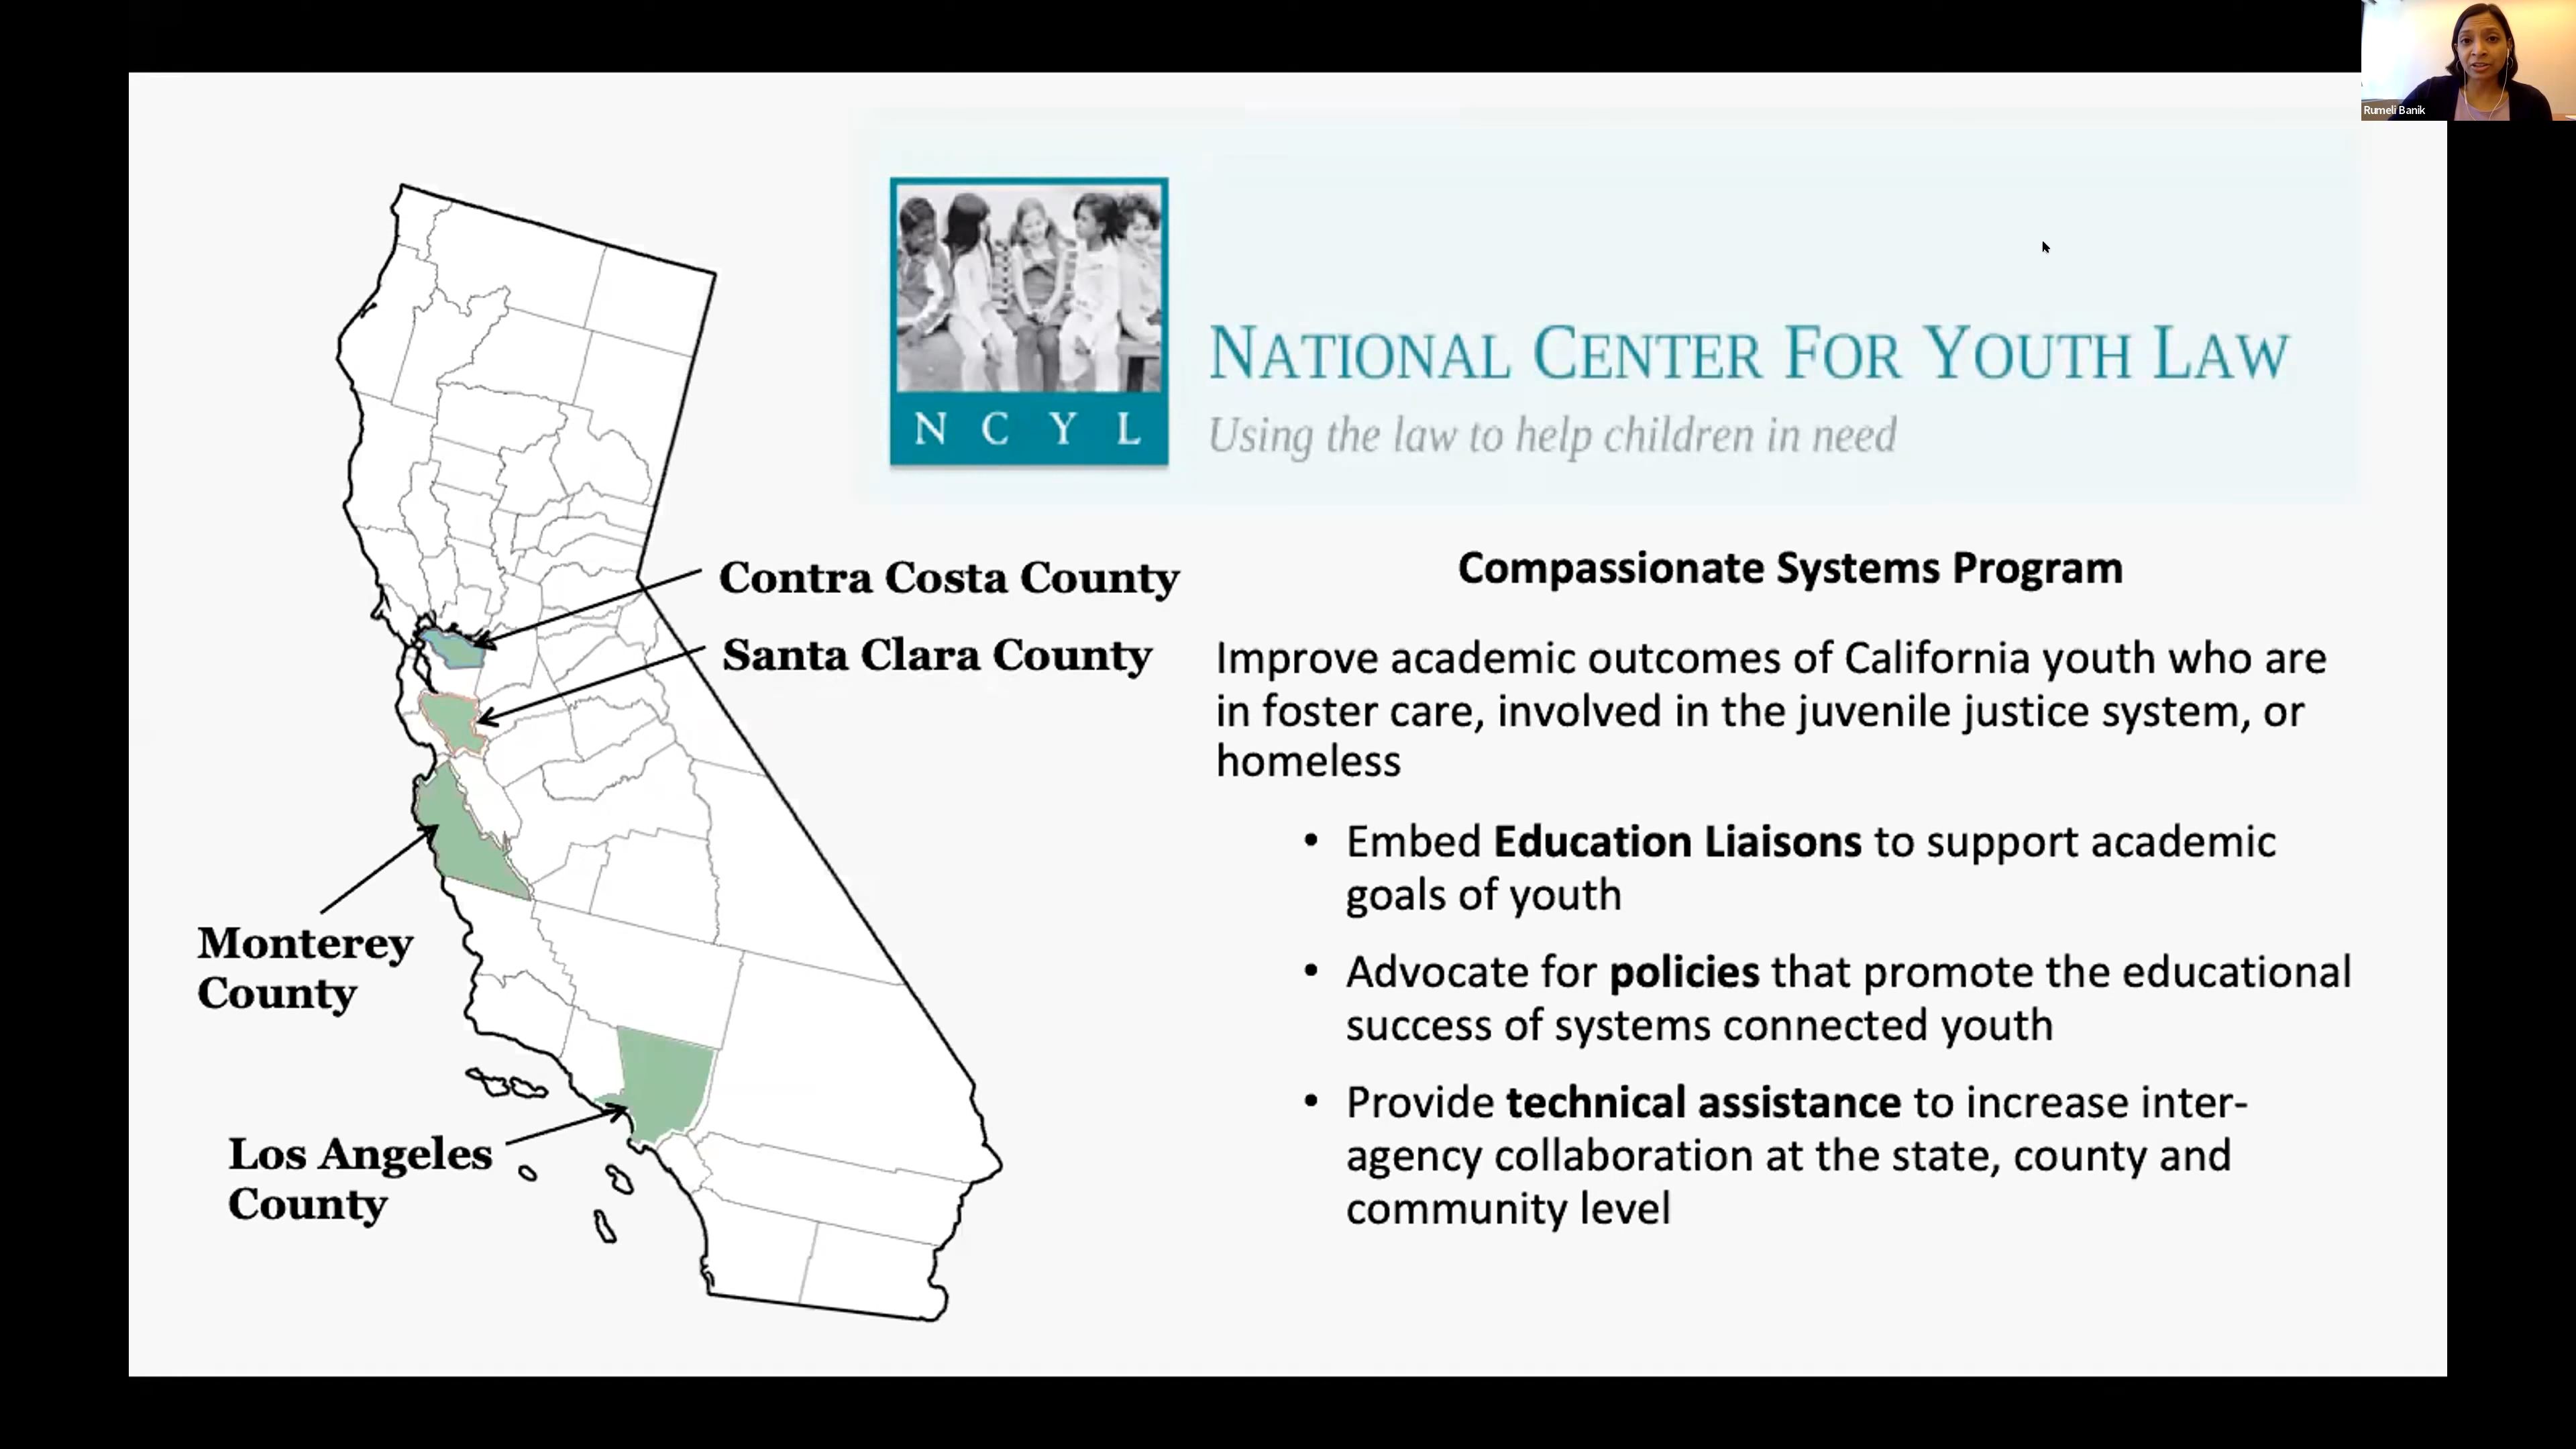 Rumeli Banik
NCYL
NATIONAL CENTER FOR YOUTH LAW
Using the law to help children in need
Contra Costa County
Santa Clara County
Monterey
County
Los Angeles
County
Compassionate Systems Program
Improve academic outcomes of California youth who are
in foster care, involved in the juvenile justice system, or
homeless
• Embed Education Liaisons to support academic
goals of youth
• Advocate for policies that promote the educational
success of systems connected youth
• Provide technical assistance to increase inter-
agency collaboration at the state, county and
community level